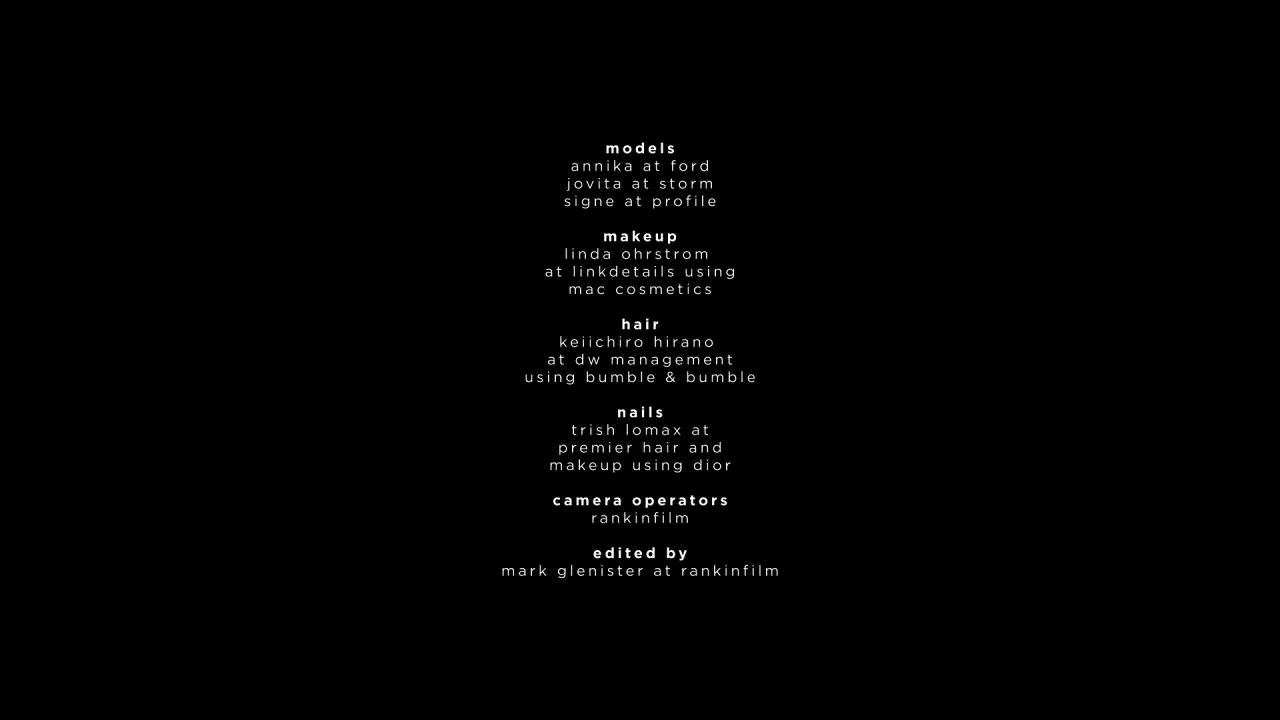 models
annika at ford
jovita at storm
signe at profile
makeup
linda ohrstrom
at linkdetails using
mac cosmetics
hair
keiichiro hirano
at dw management
using bumble & bumble
nails
trish lomax at
premier hair and
makeup using dior
camera operators
rankinfilm
edited by
mark glenister at rankinfilm